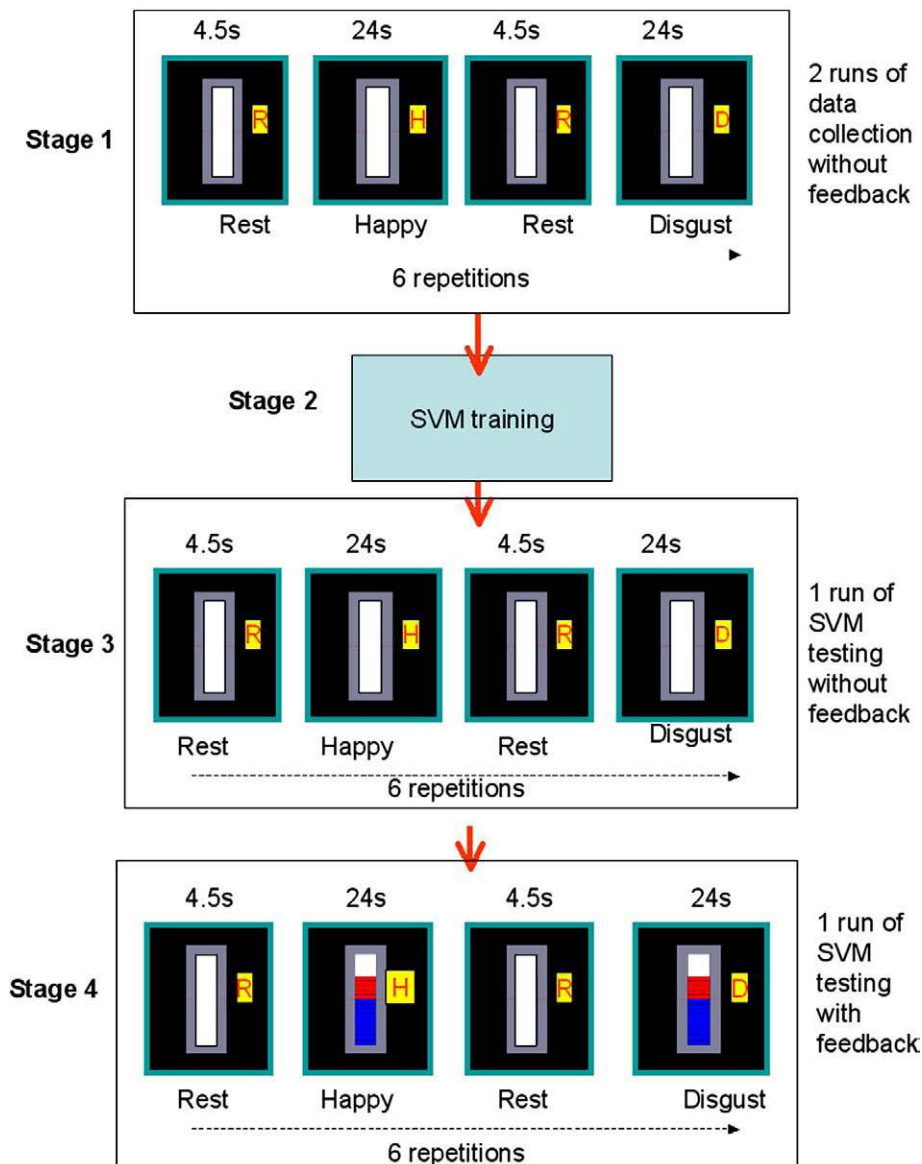 4.5s 24s 4.5s 24s
Stage 1
R H R D
Rest Happy Rest Disgust
6 repetitions
2 runs of
data
collection
without
feedback
Stage 2
SVM training
4.5s 24s 4.5s 24s
Stage 3
R H R D
Rest Happy Rest Disgust
6 repetitions
1 run of
SVM
testing
without
feedback
4.5s 24s 4.5s 24s
Stage 4
R H R D
Rest Happy Rest Disgust
6 repetitions
1 run of
SVM
testing
with
feedback